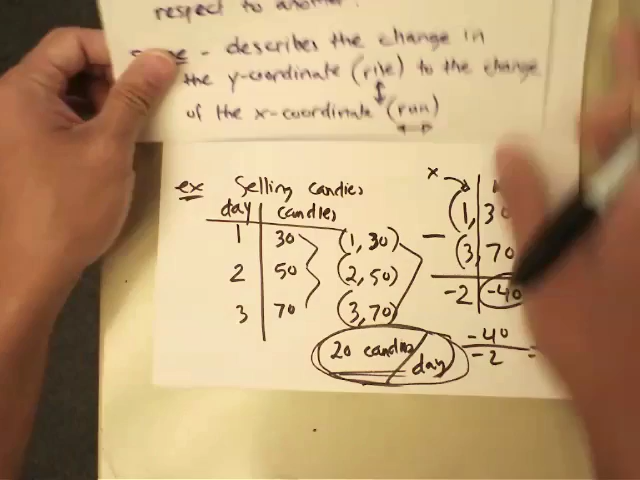 respect to another.
- describes the change in
the y-coordinate (rise) to the change
of the x-coordinate (run)
ex Selling candies
day candies
1 30 (1, 30)
2 50 (2, 50)
3 70 (3, 70)
20 candies/day
x
(1, 30
- (3, 70
-2 -40
-40
-2 =